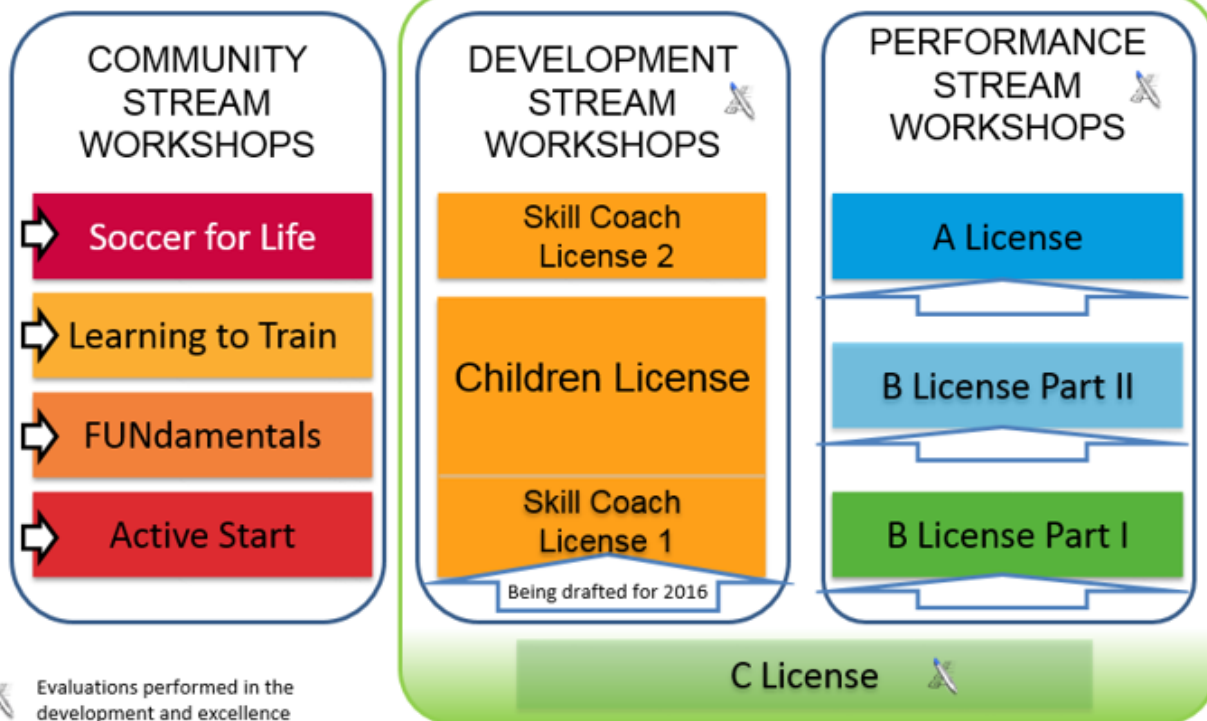 COMMUNITY
STREAM
WORKSHOPS
Soccer for Life
Learning to Train
FUNdamentals
Active Start
DEVELOPMENT
STREAM
WORKSHOPS
Skill Coach
License 2
Children License
Skill Coach
License 1
Being drafted for 2016
PERFORMANCE
STREAM
WORKSHOPS
A License
B License Part II
B License Part I
C License
Evaluations performed in the
development and excellence